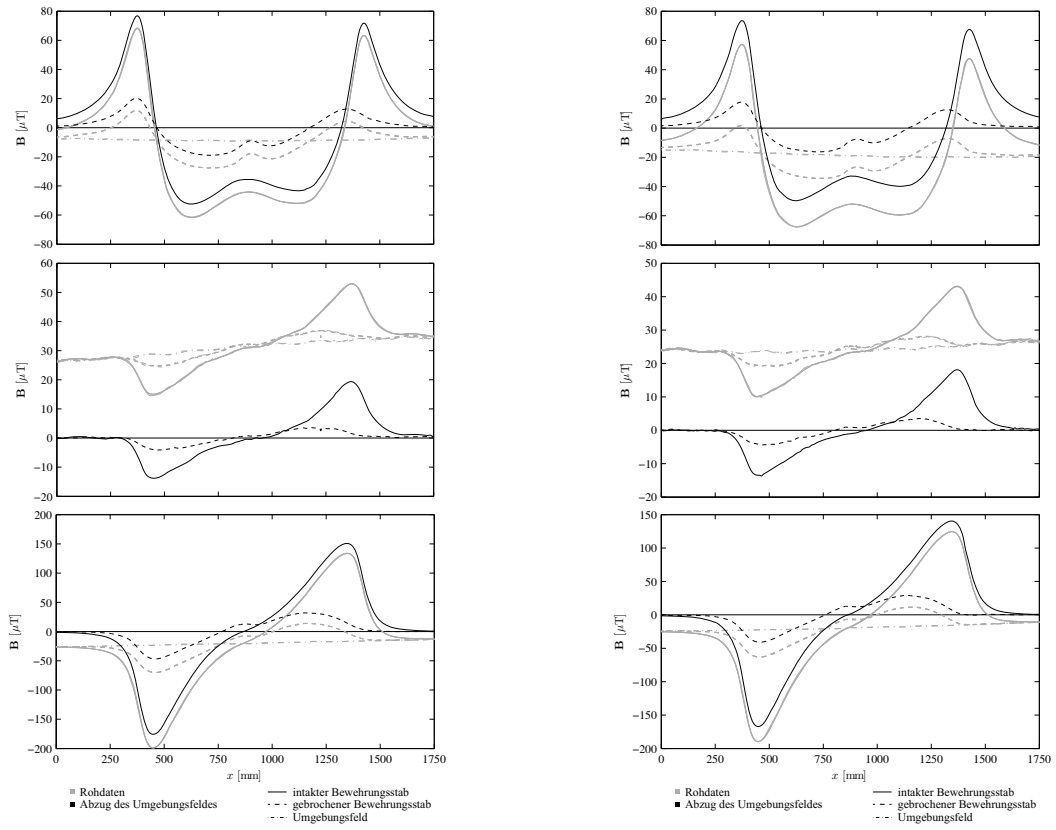 80
60
40
20
0
−20
−40
−60
−80
B [μT]
60
50
40
30
20
10
0
−10
−20
B [μT]
200
150
100
50
0
−50
−100
−150
−200
B [μT]
0 250 500 750 1000 1250 1500 1750
x [mm]
Rohdaten
Abzug des Umgebungsfeldes
intakter Bewehrungsstab
gebrochener Bewehrungsstab
Umgebungsfeld
80
60
40
20
0
−20
−40
−60
−80
B [μT]
50
40
30
20
10
0
−10
−20
B [μT]
150
100
50
0
−50
−100
−150
−200
B [μT]
0 250 500 750 1000 1250 1500 1750
x [mm]
Rohdaten
Abzug des Umgebungsfeldes
intakter Bewehrungsstab
gebrochener Bewehrungsstab
Umgebungsfeld